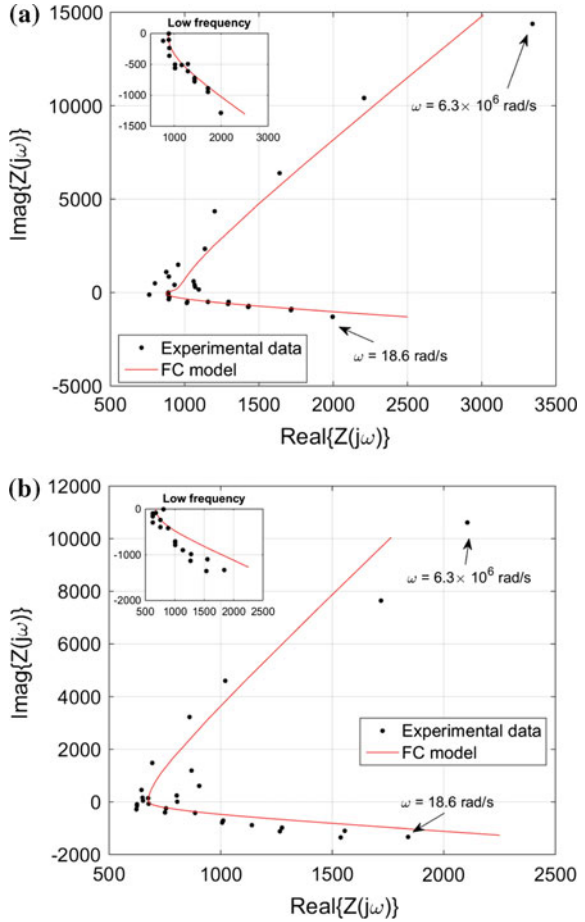 (a)
Low frequency
0
-500
-1000
-1500
1000 2000 3000
15000
10000
5000
0
-5000
Imag{Z(jω)}
ω = 6.3× 10⁶ rad/s
ω = 18.6 rad/s
Experimental data
FC model
500 1000 1500 2000 2500 3000 3500
Real{Z(jω)}
(b)
Low frequency
0
-1000
-2000
500 1000 1500 2000 2500
12000
10000
8000
6000
4000
2000
0
-2000
Imag{Z(jω)}
ω = 6.3× 10⁶ rad/s
Experimental data
FC model
ω = 18.6 rad/s
500 1000 1500 2000 2500
Real{Z(jω)}